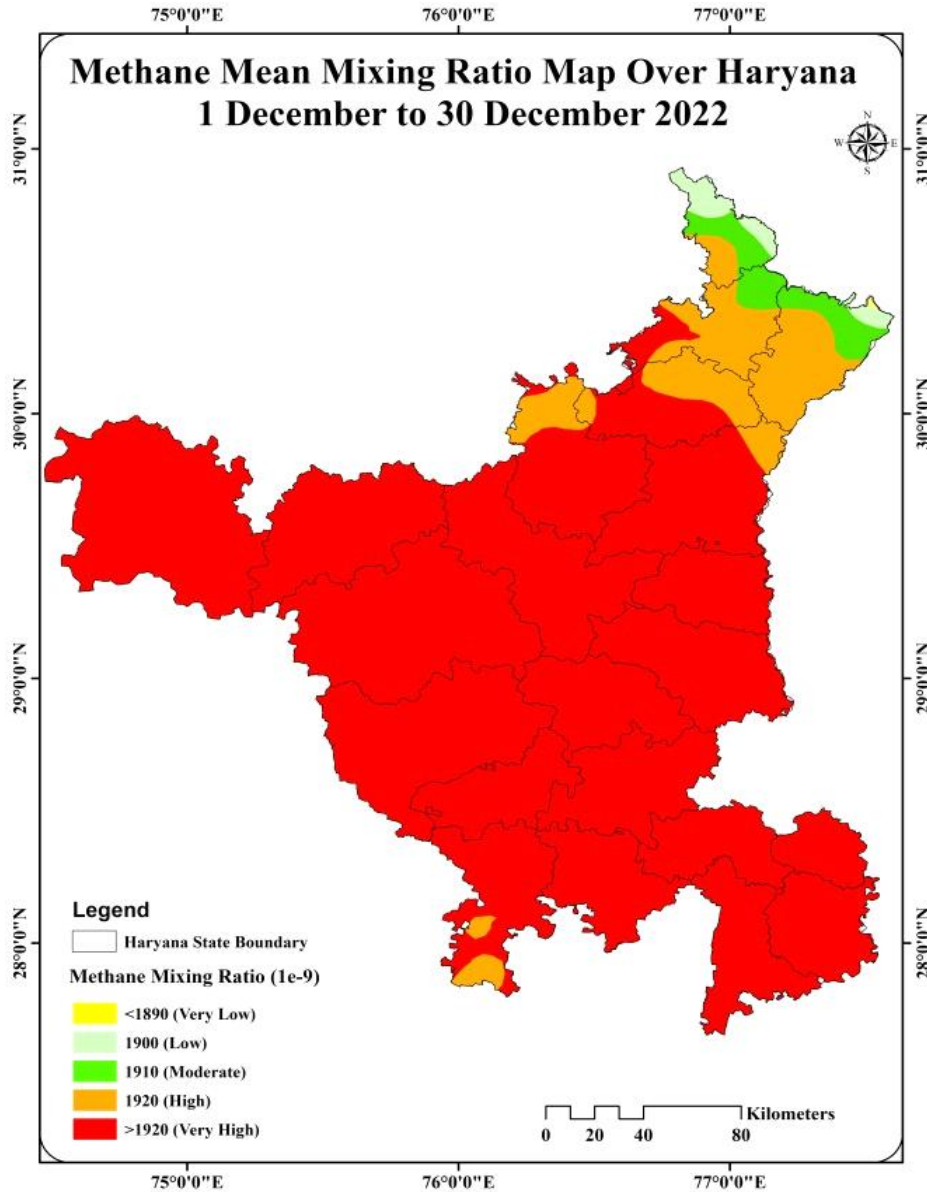 75°0'0"E 76°0'0"E 77°0'0"E
Methane Mean Mixing Ratio Map Over Haryana
1 December to 30 December 2022
N
W E
S
31°0'0"N 31°0'0"N
30°0'0"N 30°0'0"N
29°0'0"N 29°0'0"N
28°0'0"N 28°0'0"N
Legend
Haryana State Boundary
Methane Mixing Ratio (1e-9)
<1890 (Very Low)
1900 (Low)
1910 (Moderate)
1920 (High)
>1920 (Very High)
Kilometers
0 20 40 80
75°0'0"E 76°0'0"E 77°0'0"E